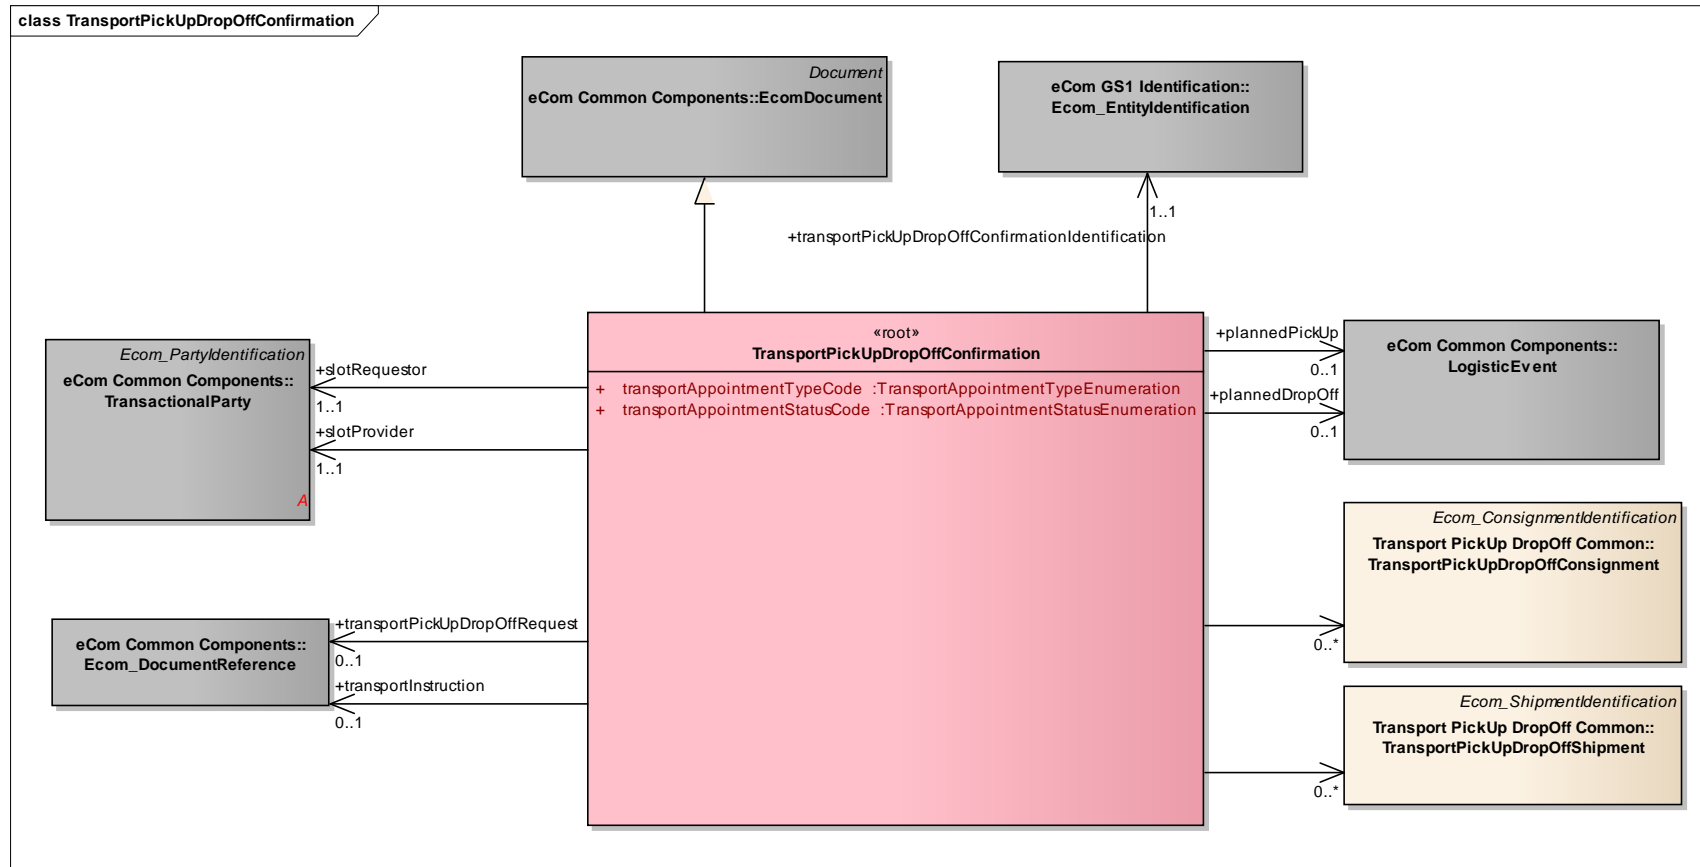 class TransportPickUpDropOffConfirmation
Document
eCom Common Components::EcomDocument
eCom GS1 Identification::
Ecom_EntityIdentification
1..1
+transportPickUpDropOffConfirmationIdentification
Ecom_PartyIdentification
eCom Common Components::
TransactionalParty
A
+slotRequestor
1..1
+slotProvider
1..1
«root»
TransportPickUpDropOffConfirmation
+ transportAppointmentTypeCode :TransportAppointmentTypeEnumeration
+ transportAppointmentStatusCode :TransportAppointmentStatusEnumeration
+plannedPickUp
0..1
+plannedDropOff
0..1
eCom Common Components::
LogisticEvent
Ecom_ConsignmentIdentification
Transport PickUp DropOff Common::
TransportPickUpDropOffConsignment
0..*
eCom Common Components::
Ecom_DocumentReference
+transportPickUpDropOffRequest
0..1
+transportInstruction
0..1
Ecom_ShipmentIdentification
Transport PickUp DropOff Common::
TransportPickUpDropOffShipment
0..*